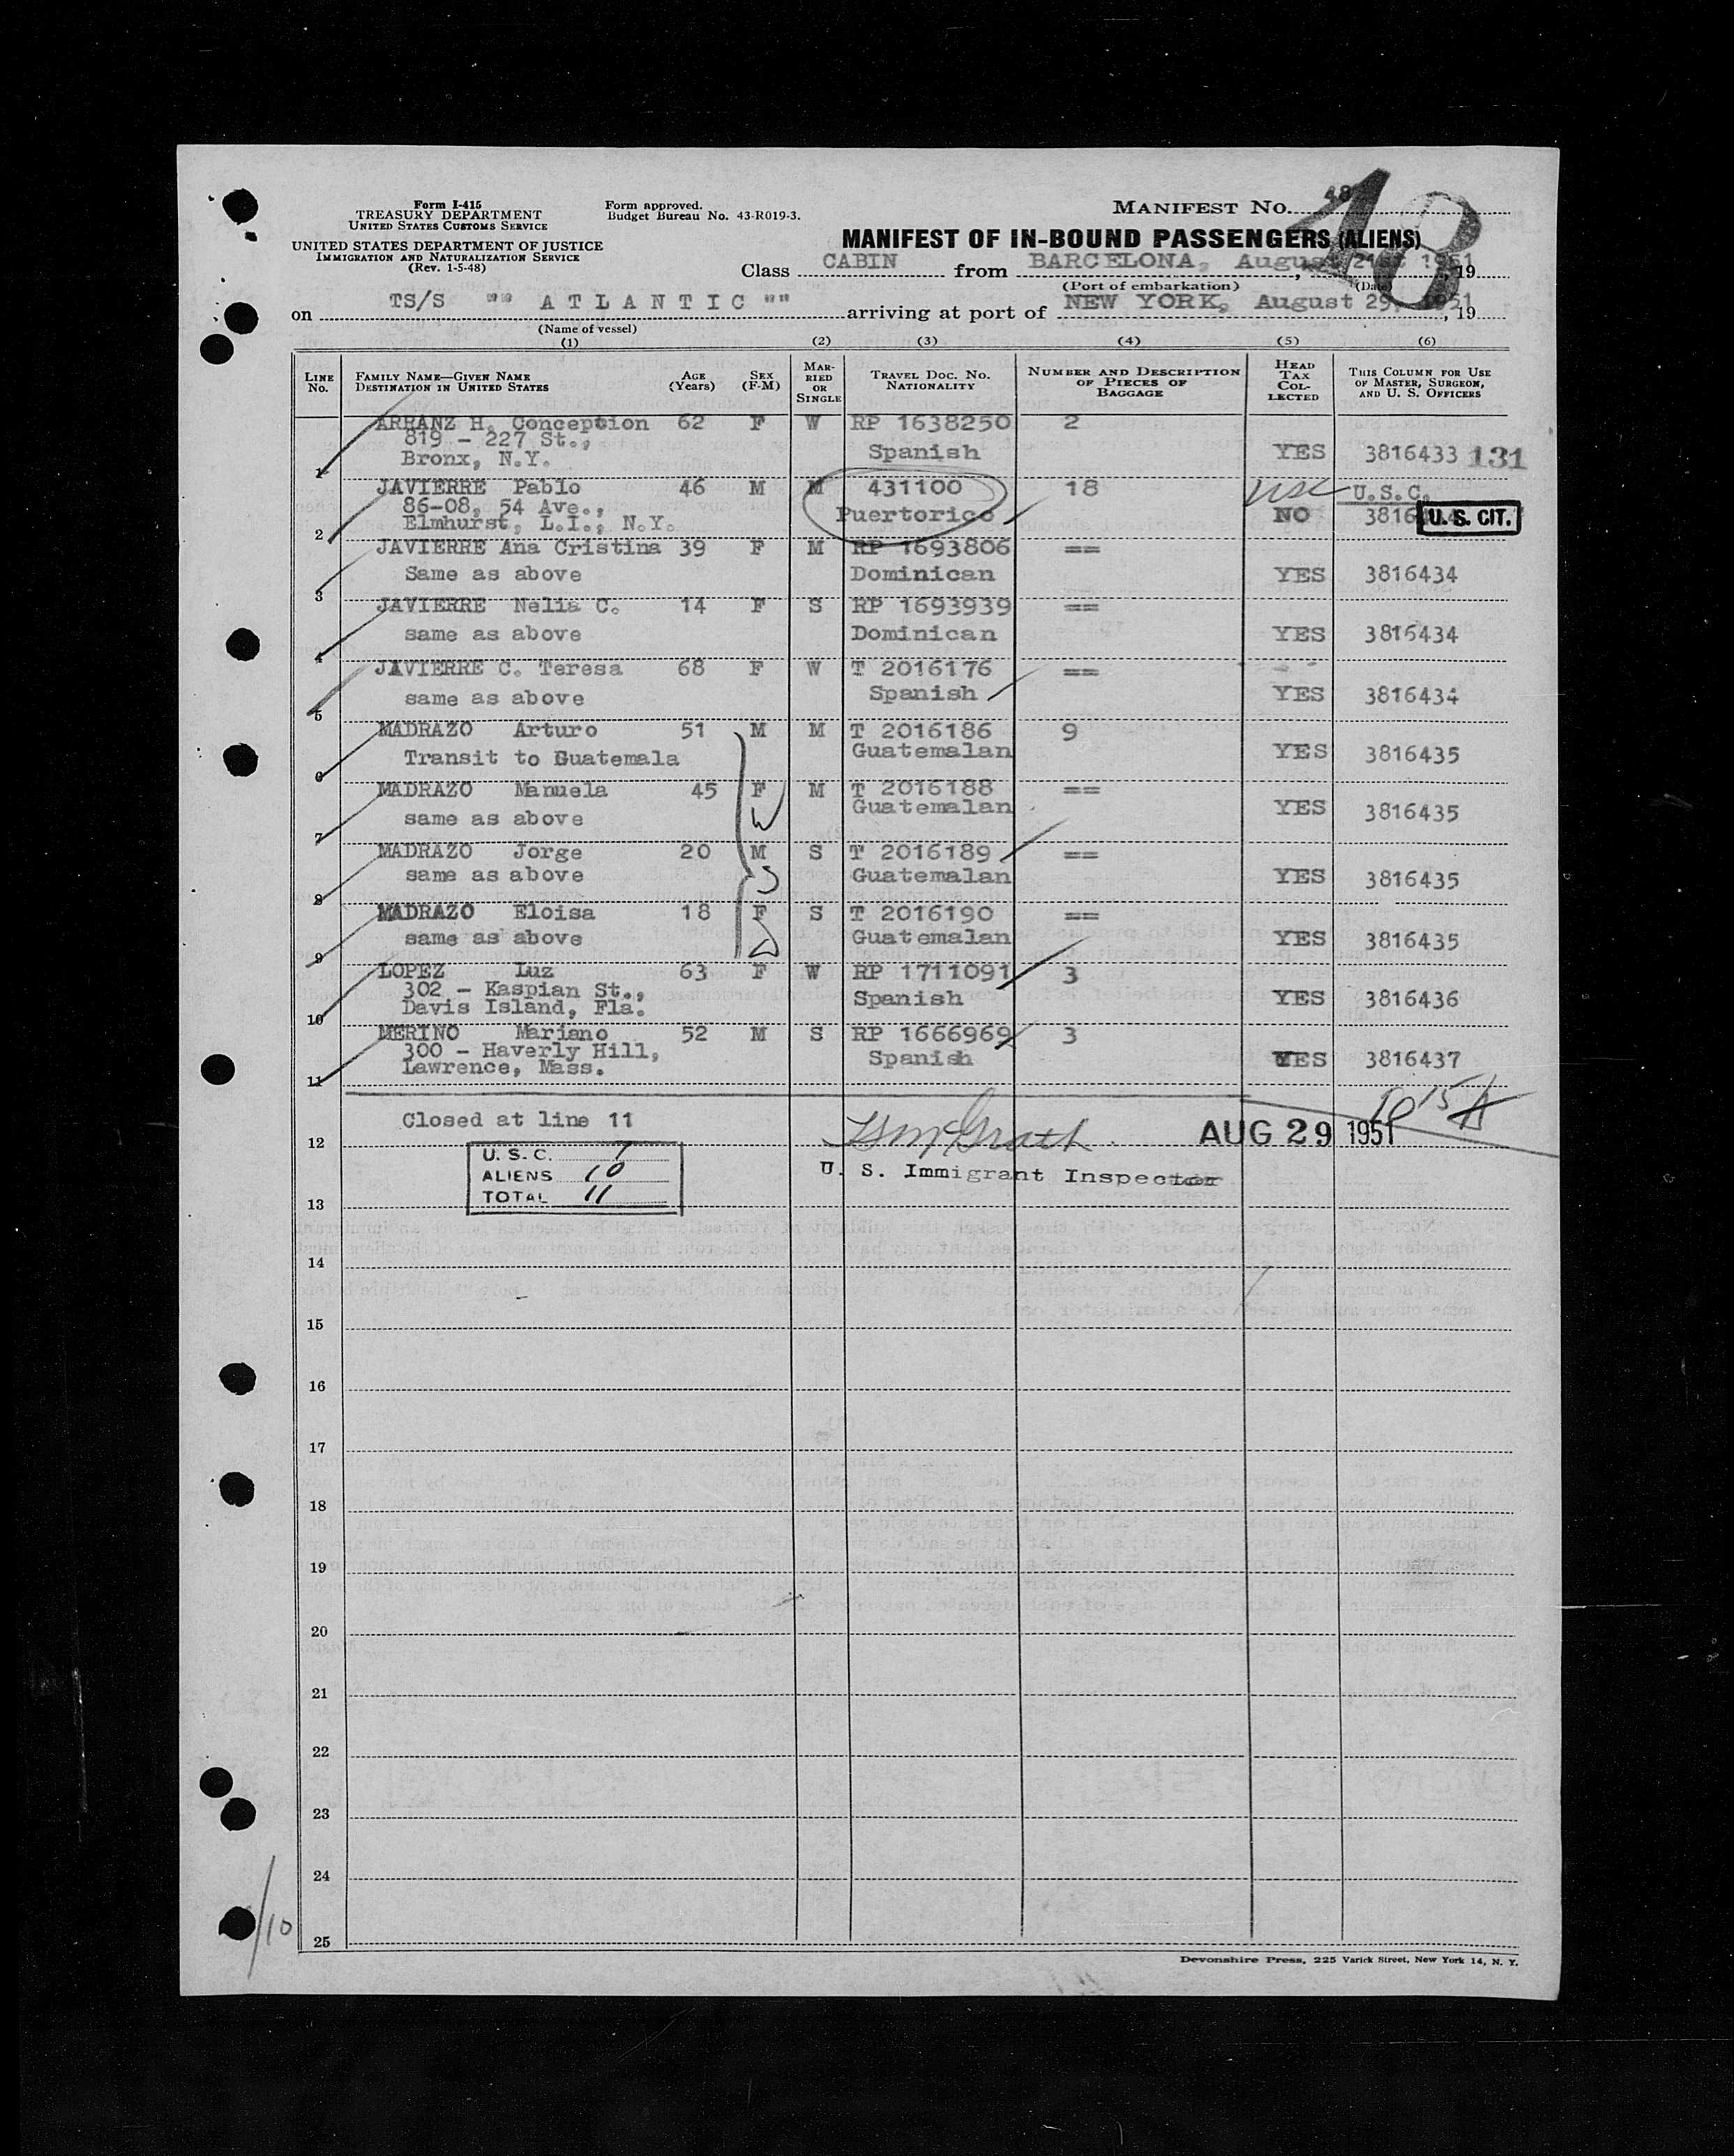 Form I-415
TREASURY DEPARTMENT
UNITED STATES CUSTOMS SERVICE
UNITED STATES DEPARTMENT OF JUSTICE
IMMIGRATION AND NATURALIZATION SERVICE
(Rev. 1-5-48)
Form approved.
Budget Bureau No. 43-R019-3.
MANIFEST No. 48
48
MANIFEST OF IN-BOUND PASSENGERS (ALIENS)
Class CABIN from BARCELONA, August 21st 1951, 19
(Port of embarkation) (Date)
on TS/S "" A T L A N T I C "" arriving at port of NEW YORK, August 29, 1951, 19
(Name of vessel)
(1) (2) (3) (4) (5) (6)
LINE No. FAMILY NAME—GIVEN NAME DESTINATION IN UNITED STATES AGE (Years) SEX (F-M) MARRIED OR SINGLE TRAVEL DOC. NO. NATIONALITY NUMBER AND DESCRIPTION OF PIECES OF BAGGAGE HEAD TAX COLLECTED THIS COLUMN FOR USE OF MASTER, SURGEON, AND U. S. OFFICERS
ARRANZ H. Conception 62 F W RP 1638250 2
819 - 227 St.,
Bronx, N.Y. Spanish YES 3816433 131
1
JAVIERRE Pablo 46 M M 431100 18 USC U.S.C.
86-08, 54 Ave.,
Elmhurst, L.I., N.Y. Puertorico NO 3816434 U. S. CIT.
2
JAVIERRE Ana Cristina 39 F M RP 1693806 ==
Same as above Dominican YES 3816434
3
JAVIERRE Nelia C. 14 F S RP 1693939 ==
same as above Dominican YES 3816434
4
JAVIERRE C. Teresa 68 F W T 2016176 ==
same as above Spanish YES 3816434
5
MADRAZO Arturo 51 M M T 2016186 9
Transit to Guatemala Guatemalan YES 3816435
6
MADRAZO Manuela 45 F M T 2016188 ==
same as above W Guatemalan YES 3816435
7
MADRAZO Jorge 20 M S T 2016189 ==
same as above S Guatemalan YES 3816435
8
MADRAZO Eloisa 18 F S T 2016190 ==
same as above D Guatemalan YES 3816435
9
LOPEZ Luz 63 F W RP 1711091 3
302 - Kaspian St.,
Davis Island, Fla. Spanish YES 3816436
10
MERINO Mariano 52 M S RP 1666969 3
300 - Haverly Hill,
Lawrence, Mass. Spanish YES 3816437
11
Closed at line 11
12
AUG 29 1951
U. S. Immigrant Inspector
U. S. C. 1
ALIENS 10
TOTAL 11
13
14
15
16
17
18
19
20
21
22
23
24
25
1/10
Devonshire Press, 225 Varick Street, New York 14, N. Y.